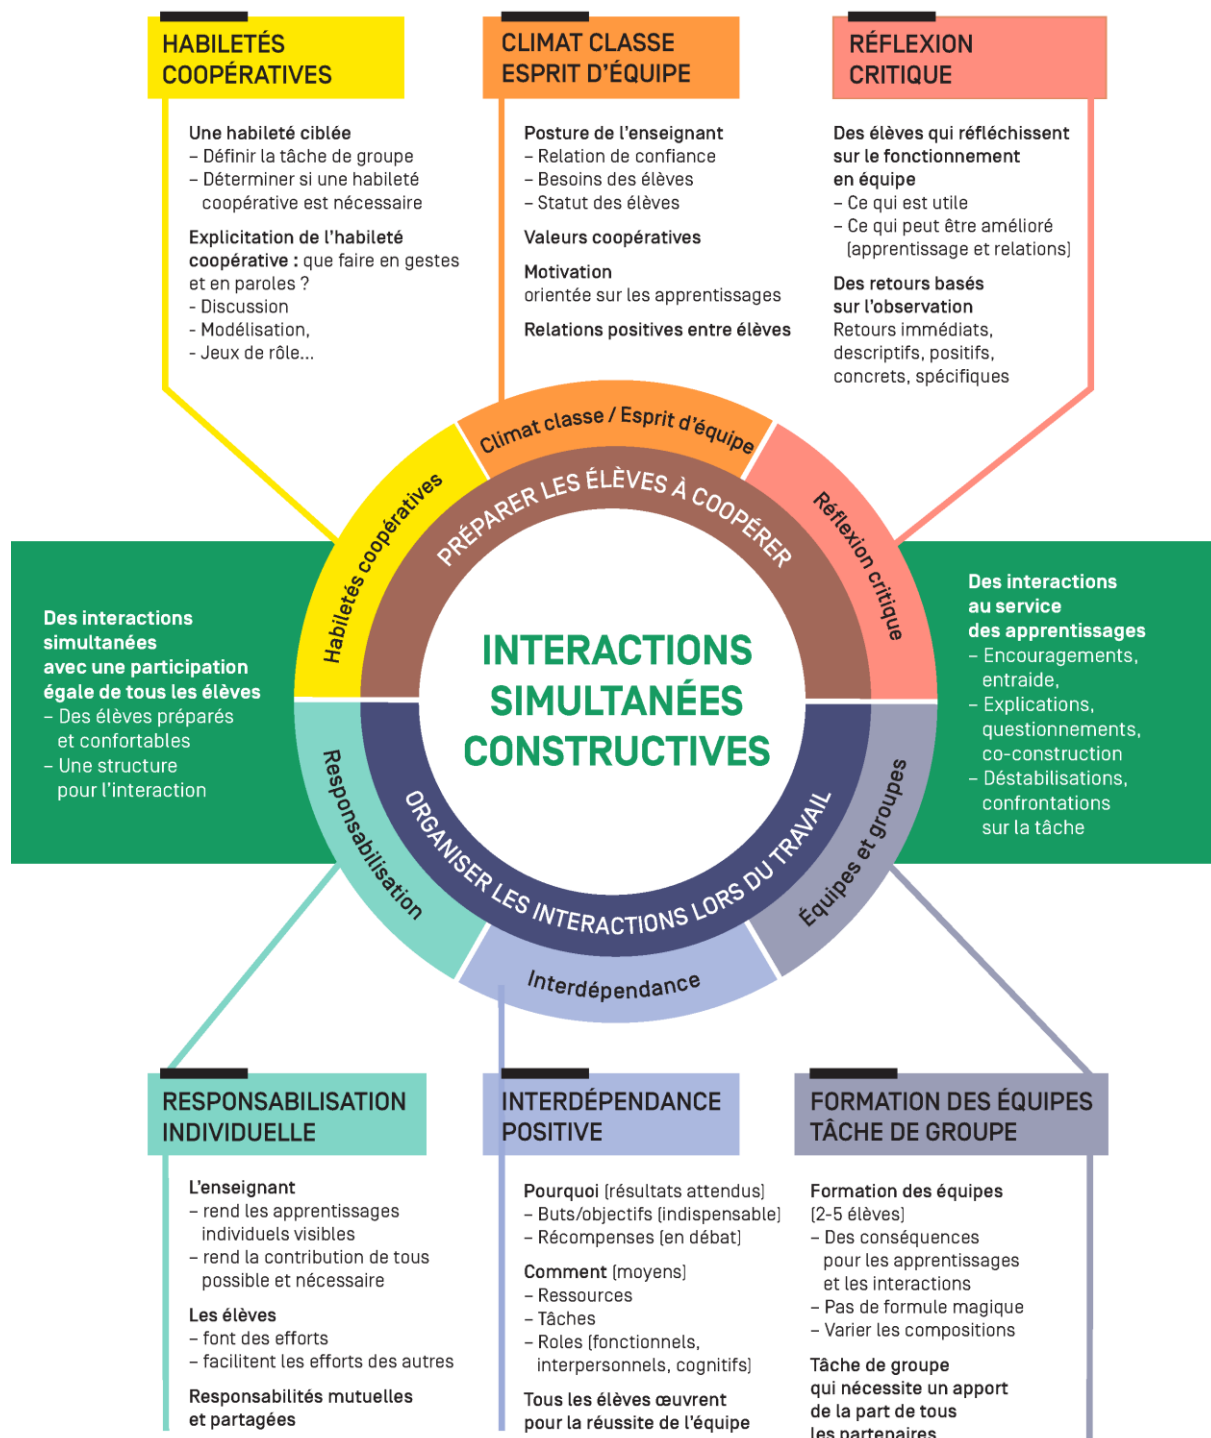 HABILETÉS
COOPÉRATIVES
Une habileté ciblée
– Définir la tâche de groupe
– Déterminer si une habileté
coopérative est nécessaire
Explicitation de l'habileté
coopérative : que faire en gestes
et en paroles ?
- Discussion
- Modélisation,
- Jeux de rôle...
CLIMAT CLASSE
ESPRIT D'ÉQUIPE
Posture de l'enseignant
– Relation de confiance
– Besoins des élèves
– Statut des élèves
Valeurs coopératives
Motivation
orientée sur les apprentissages
Relations positives entre élèves
RÉFLEXION
CRITIQUE
Des élèves qui réfléchissent
sur le fonctionnement
en équipe
– Ce qui est utile
– Ce qui peut être amélioré
(apprentissage et relations)
Des retours basés
sur l'observation
Retours immédiats,
descriptifs, positifs,
concrets, spécifiques
Habiletés coopératives
Climat classe / Esprit d'équipe
Réflexion critique
PRÉPARER LES ÉLÈVES À COOPÉRER
Des interactions
simultanées
avec une participation
égale de tous les élèves
– Des élèves préparés
et confortables
– Une structure
pour l'interaction
INTERACTIONS
SIMULTANÉES
CONSTRUCTIVES
Des interactions
au service
des apprentissages
– Encouragements,
entraide,
– Explications,
questionnements,
co-construction
– Déstabilisations,
confrontations
sur la tâche
ORGANISER LES INTERACTIONS LORS DU TRAVAIL
Responsabilisation
Interdépendance
Équipes et groupes
RESPONSABILISATION
INDIVIDUELLE
L'enseignant
– rend les apprentissages
individuels visibles
– rend la contribution de tous
possible et nécessaire
Les élèves
– font des efforts
– facilitent les efforts des autres
Responsabilités mutuelles
et partagées
INTERDÉPENDANCE
POSITIVE
Pourquoi (résultats attendus)
– Buts/objectifs (indispensable)
– Récompenses (en débat)
Comment (moyens)
– Ressources
– Tâches
– Roles (fonctionnels,
interpersonnels, cognitifs)
Tous les élèves œuvrent
pour la réussite de l'équipe
FORMATION DES ÉQUIPES
TÂCHE DE GROUPE
Formation des équipes
(2-5 élèves)
– Des conséquences
pour les apprentissages
et les interactions
– Pas de formule magique
– Varier les compositions
Tâche de groupe
qui nécessite un apport
de la part de tous
les partenaires